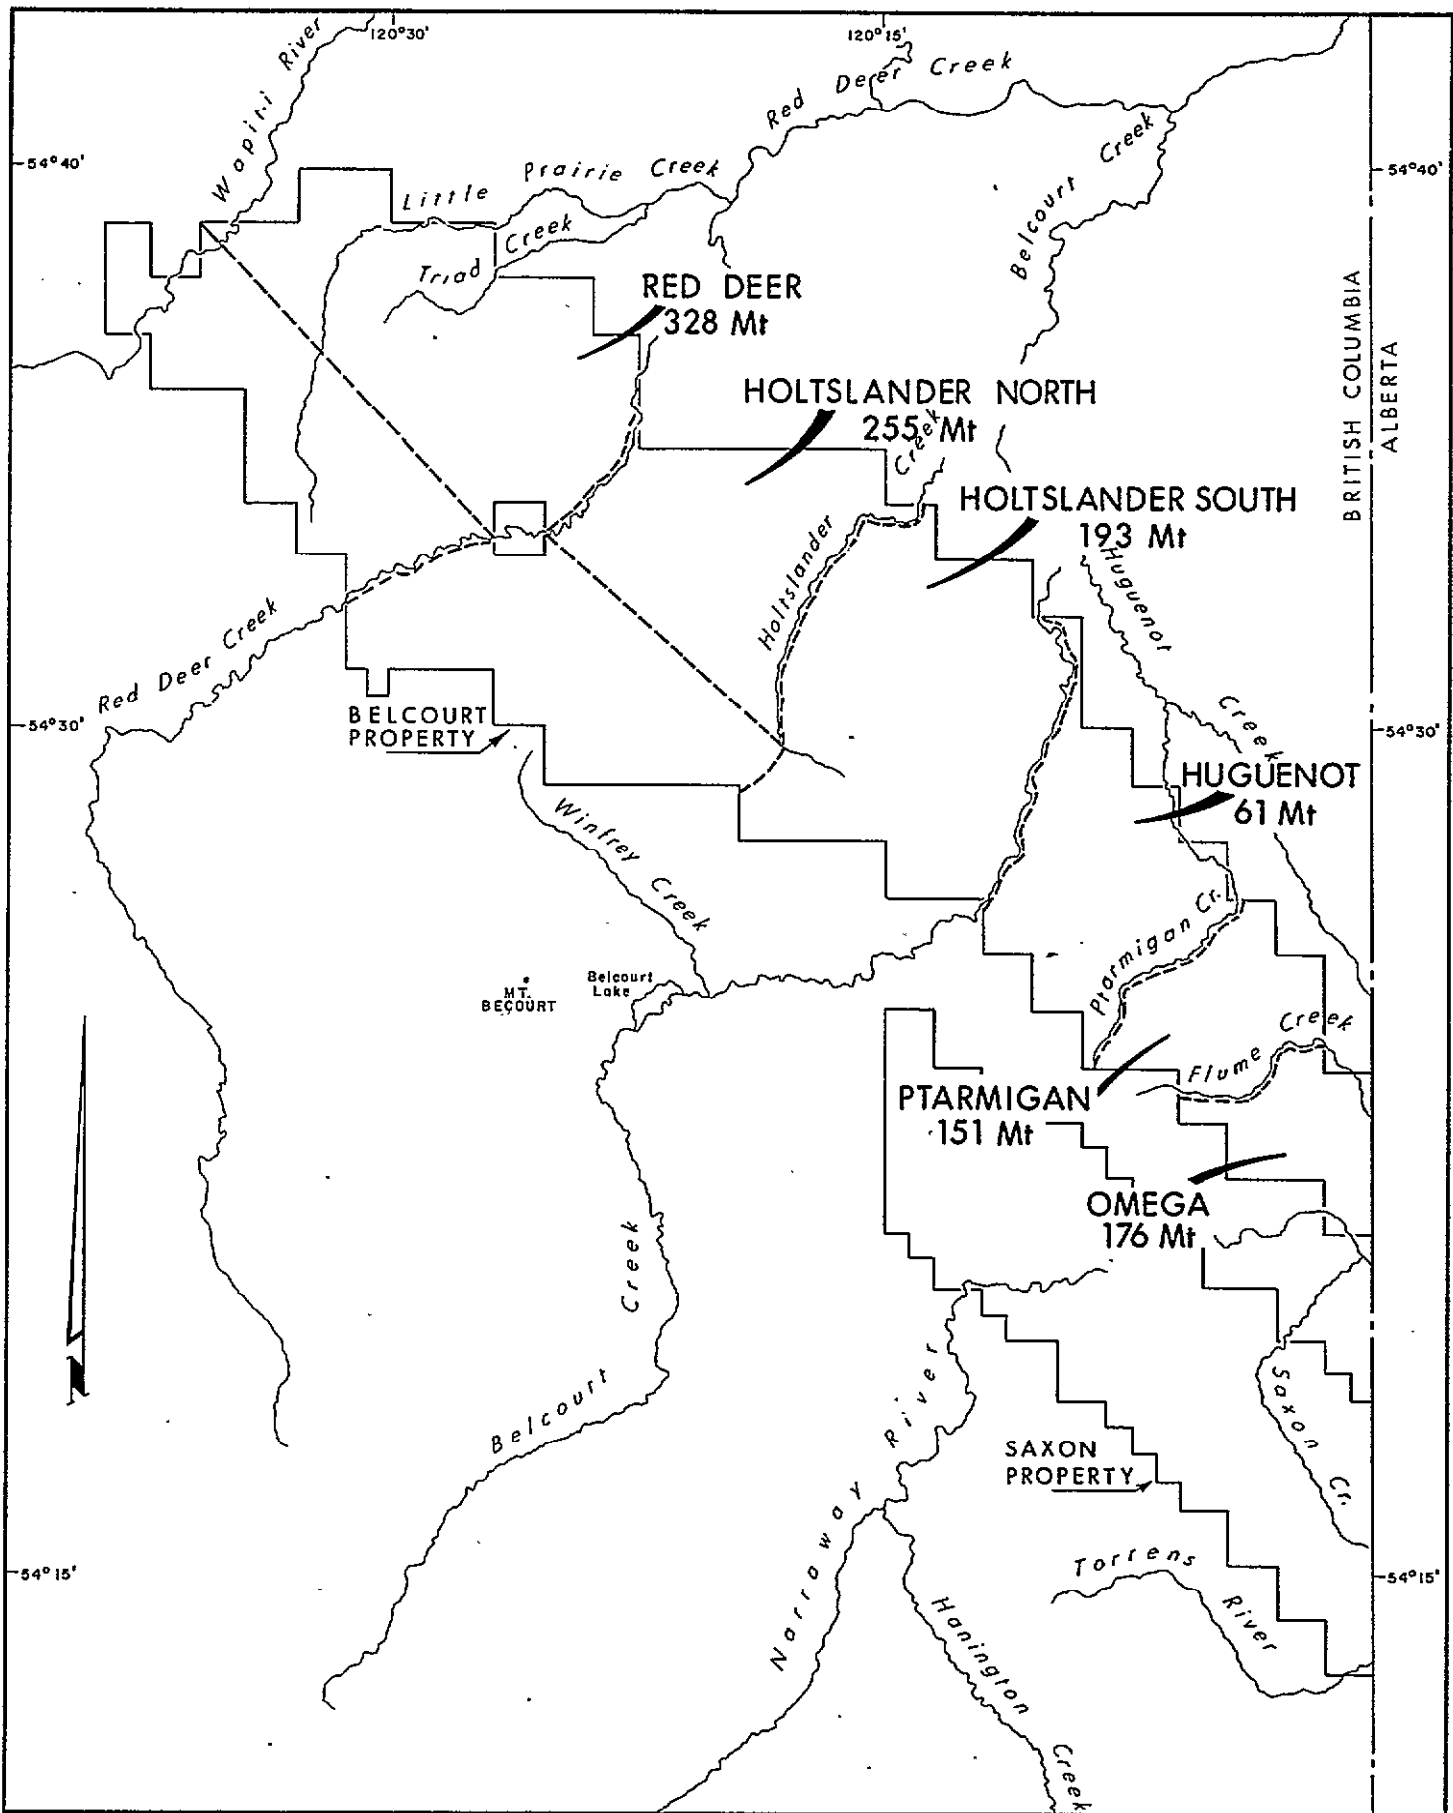 120°30'
120°15'
Wapiti River
Red Deer Creek
54°40'
54°40'
Little Prairie Creek
Belcourt Creek
Triad Creek
RED DEER
328 Mt
BRITISH COLUMBIA
ALBERTA
HOLTSLANDER NORTH
255 Mt
Holtslander Creek
HOLTSLANDER SOUTH
193 Mt
Huguenot Creek
Red Deer Creek
54°30'
54°30'
BELCOURT
PROPERTY
HUGUENOT
61 Mt
Winfrey Creek
Ptarmigan Cr.
MT.
BECOURT
Belcourt
Lake
Flume Creek
PTARMIGAN
151 Mt
OMEGA
176 Mt
Belcourt Creek
Saxon Cr.
SAXON
PROPERTY
Narroway River
54°15'
54°15'
Torrens River
Hanington Creek
N